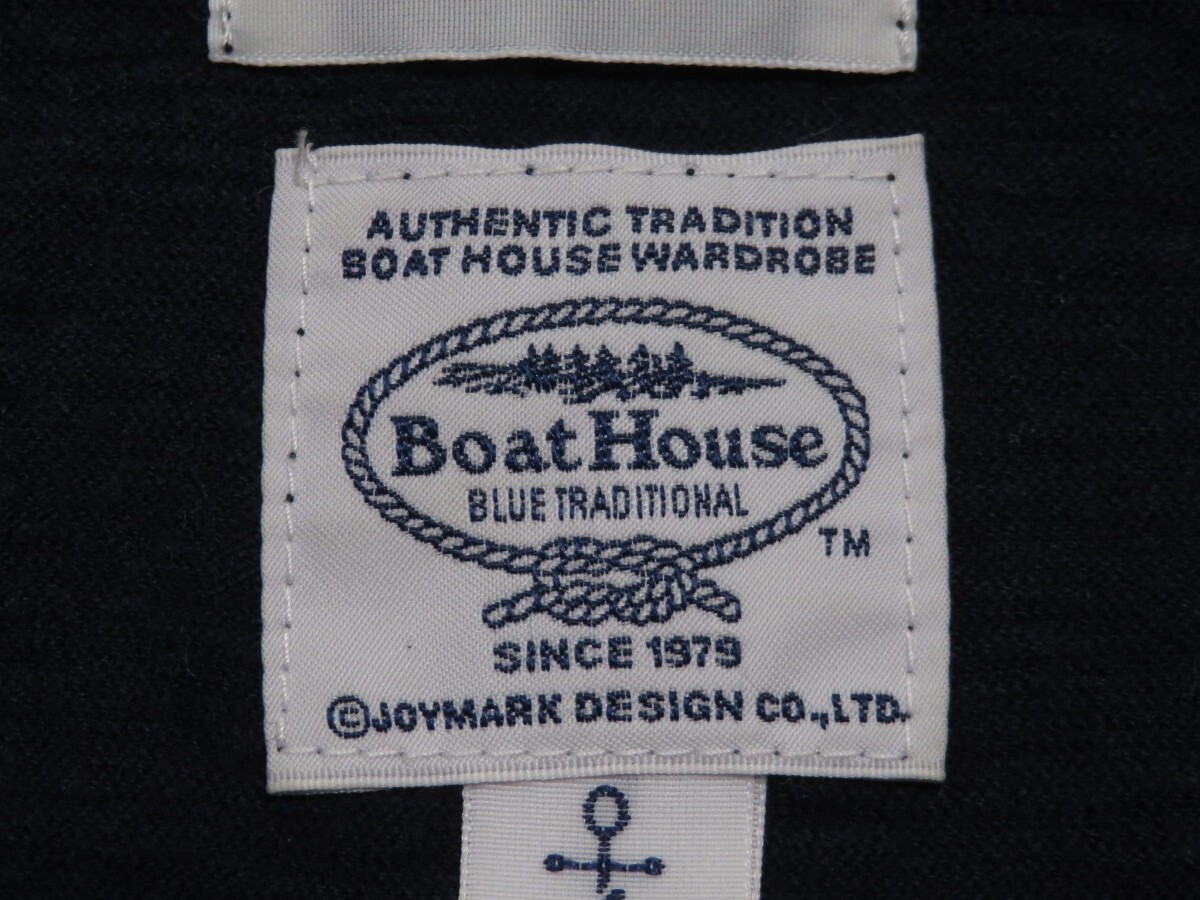 AUTHENTIC TRADITION
BOAT HOUSE WARDROBE
Boat House
BLUE TRADITIONAL
TM
SINCE 1979
©JOYMARK DESIGN CO.,LTD.